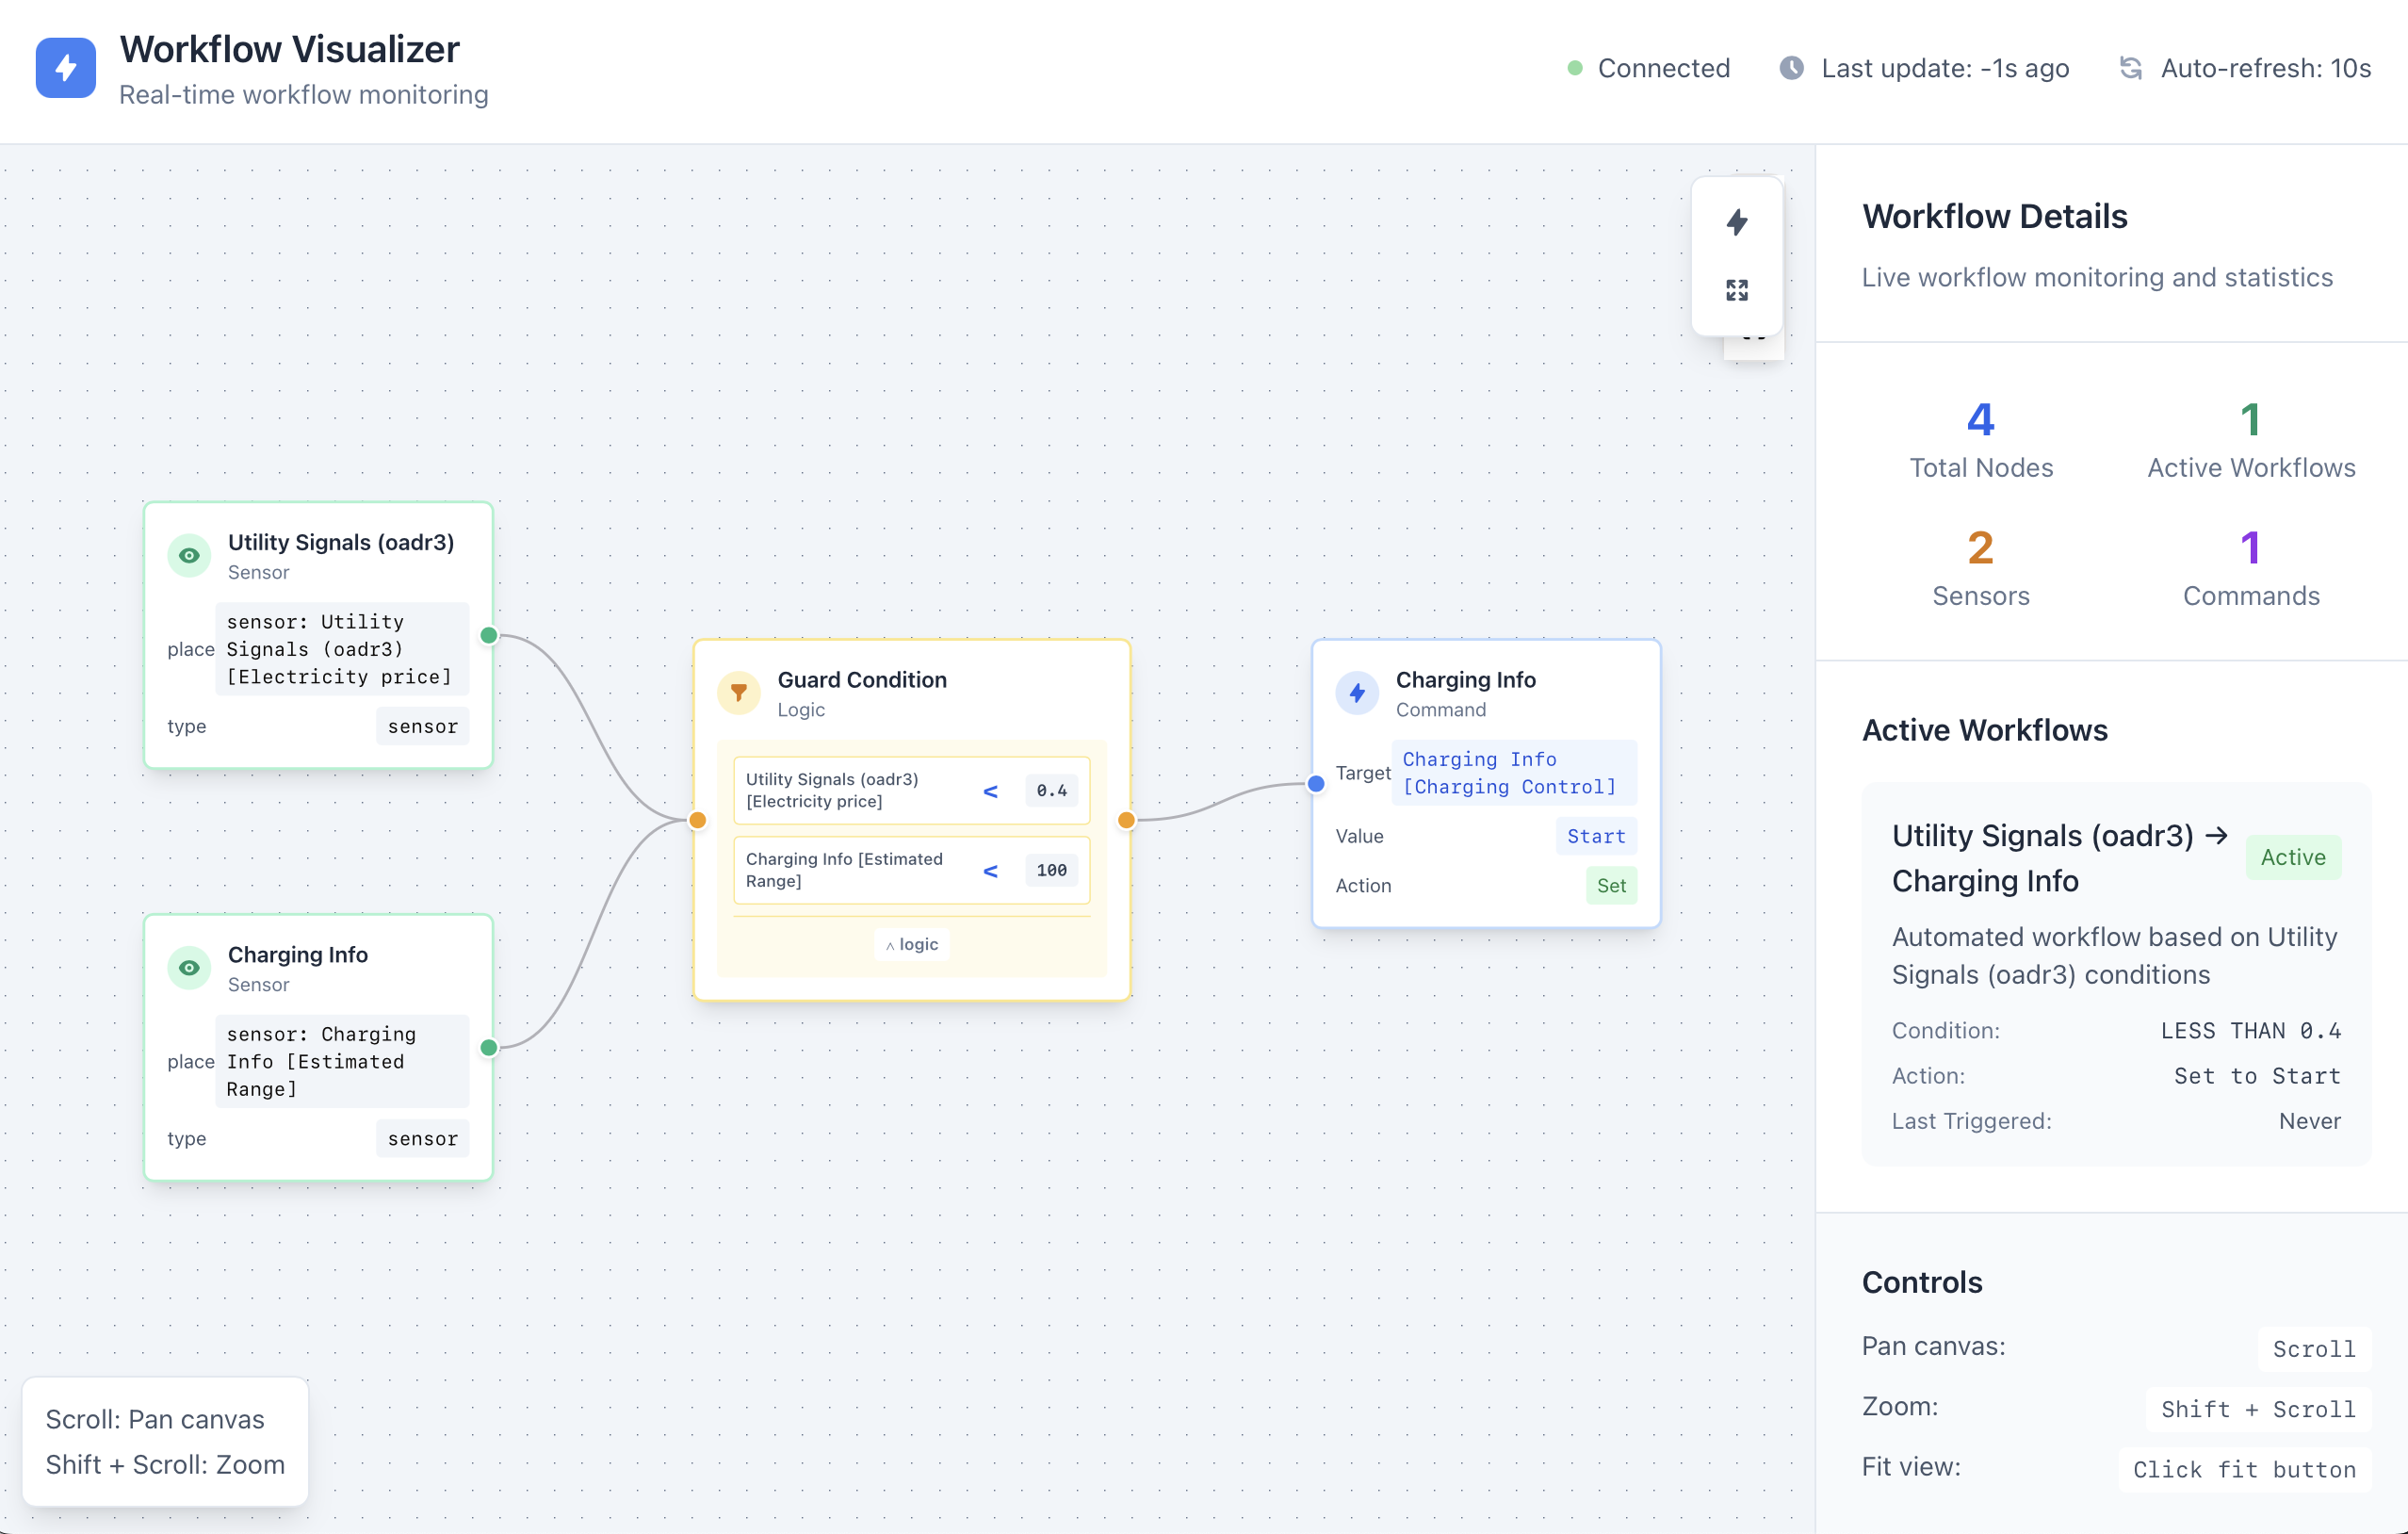 Workflow Visualizer
Real-time workflow monitoring
Connected
Last update: -1s ago
Auto-refresh: 10s
Utility Signals (oadr3)
Sensor
place
sensor: Utility
Signals (oadr3)
[Electricity price]
type
sensor
Charging Info
Sensor
place
sensor: Charging
Info [Estimated
Range]
type
sensor
Guard Condition
Logic
Utility Signals (oadr3)
[Electricity price]
<
0.4
Charging Info [Estimated
Range]
<
100
∧ logic
Charging Info
Command
Target
Charging Info
[Charging Control]
Value
Start
Action
Set
Scroll: Pan canvas
Shift + Scroll: Zoom
Workflow Details
Live workflow monitoring and statistics
4
Total Nodes
1
Active Workflows
2
Sensors
1
Commands
Active Workflows
Utility Signals (oadr3) →
Charging Info
Active
Automated workflow based on Utility
Signals (oadr3) conditions
Condition:
LESS THAN 0.4
Action:
Set to Start
Last Triggered:
Never
Controls
Pan canvas:
Scroll
Zoom:
Shift + Scroll
Fit view:
Click fit button